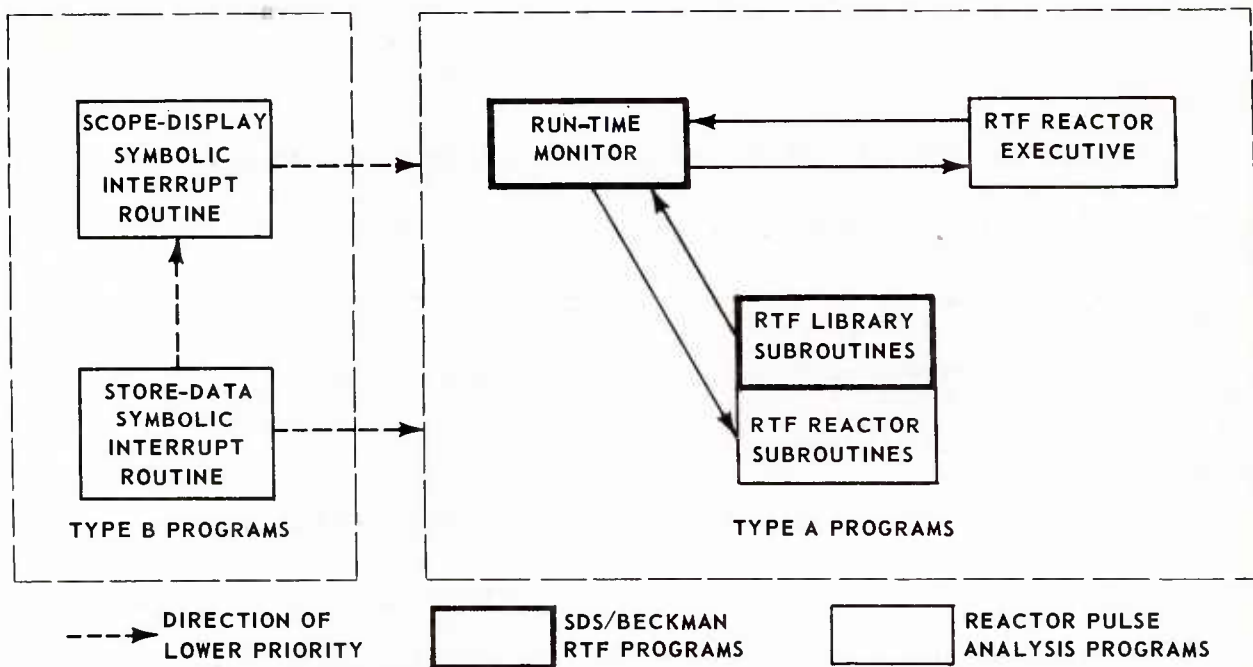 SCOPE-DISPLAY
SYMBOLIC
INTERRUPT
ROUTINE
STORE-DATA
SYMBOLIC
INTERRUPT
ROUTINE
TYPE B PROGRAMS
RUN-TIME
MONITOR
RTF REACTOR
EXECUTIVE
RTF LIBRARY
SUBROUTINES
RTF REACTOR
SUBROUTINES
TYPE A PROGRAMS
DIRECTION OF
LOWER PRIORITY
SDS/BECKMAN
RTF PROGRAMS
REACTOR PULSE
ANALYSIS PROGRAMS